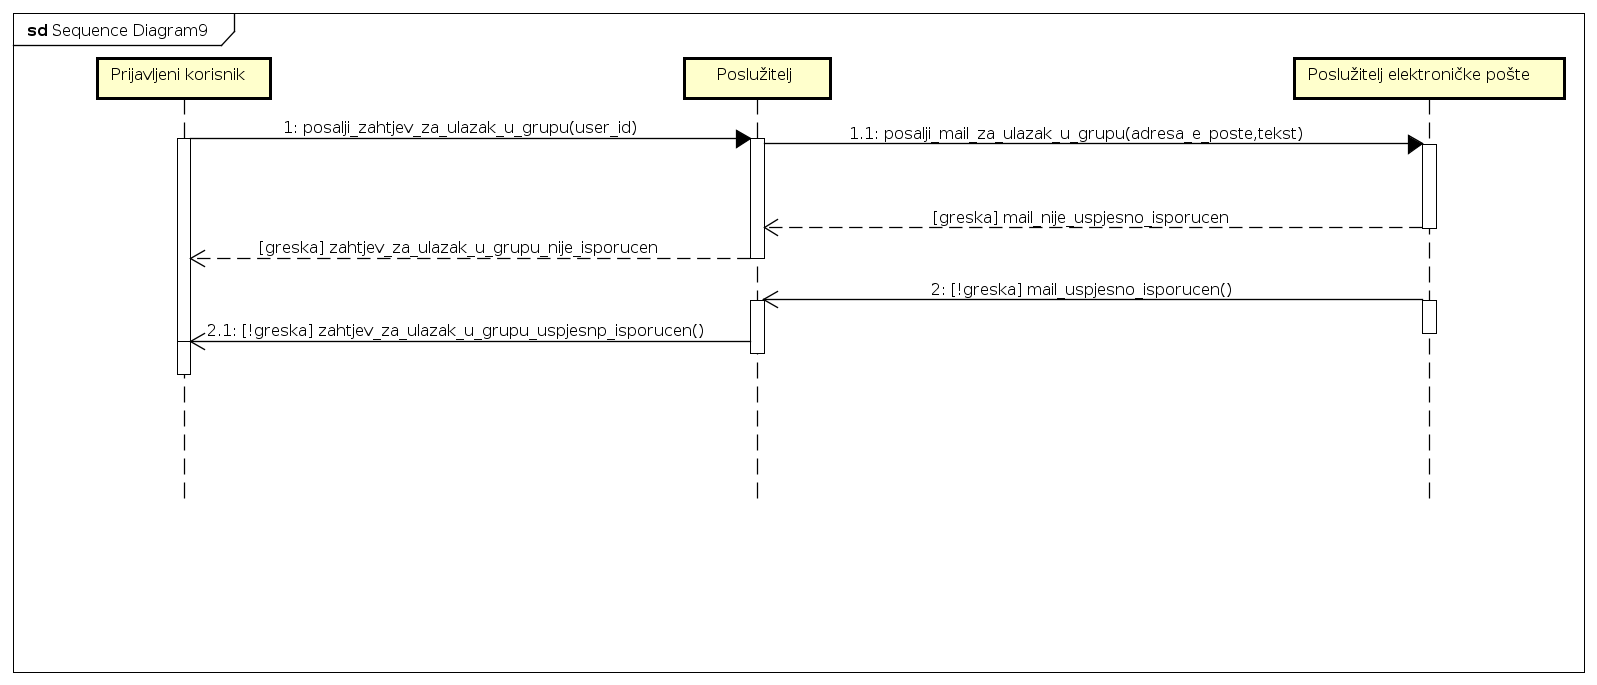 sd Sequence Diagram9
Prijavljeni korisnik
Poslužitelj
Poslužitelj elektroničke pošte
1: posalji_zahtjev_za_ulazak_u_grupu(user_id)
1.1: posalji_mail_za_ulazak_u_grupu(adresa_e_poste,tekst)
[greska] mail_nije_uspjesno_isporucen
[greska] zahtjev_za_ulazak_u_grupu_nije_isporucen
2: [!greska] mail_uspjesno_isporucen()
2.1: [!greska] zahtjev_za_ulazak_u_grupu_uspjesnp_isporucen()